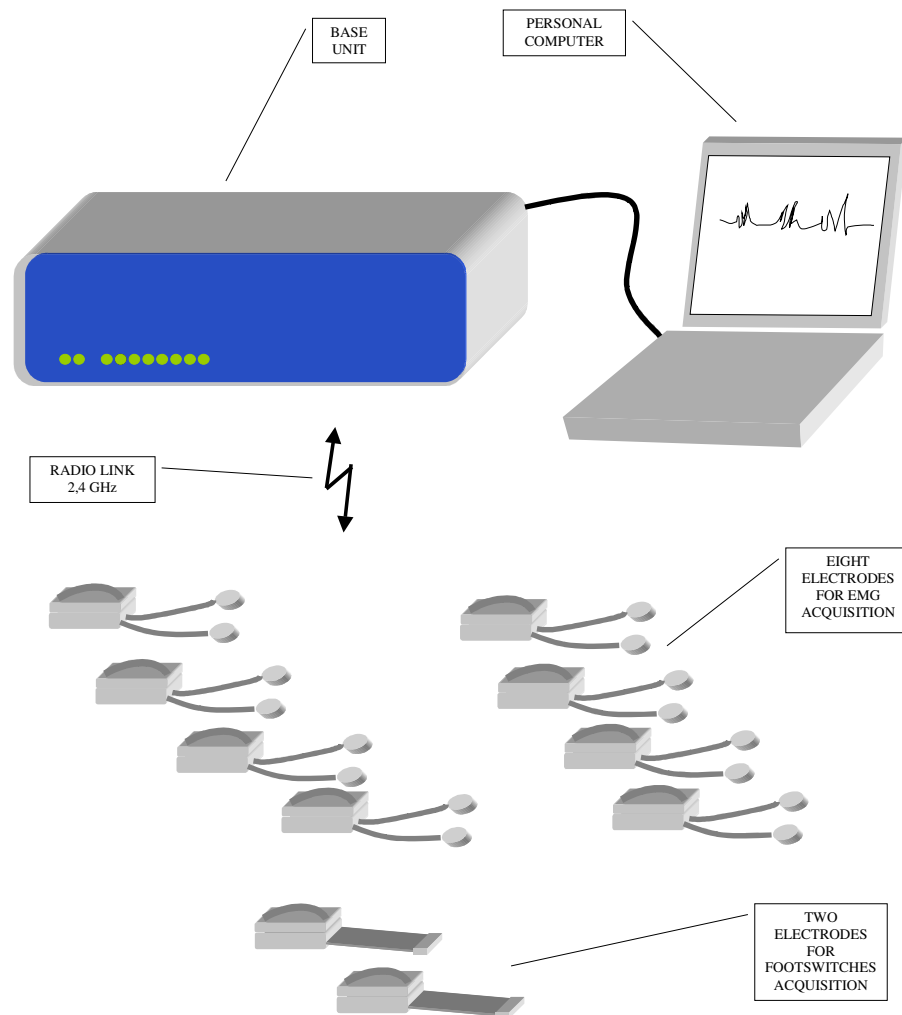 BASE
UNIT
PERSONAL
COMPUTER
RADIO LINK
2,4 GHz
EIGHT
ELECTRODES
FOR EMG
ACQUISITION
TWO
ELECTRODES
FOR
FOOTSWITCHES
ACQUISITION